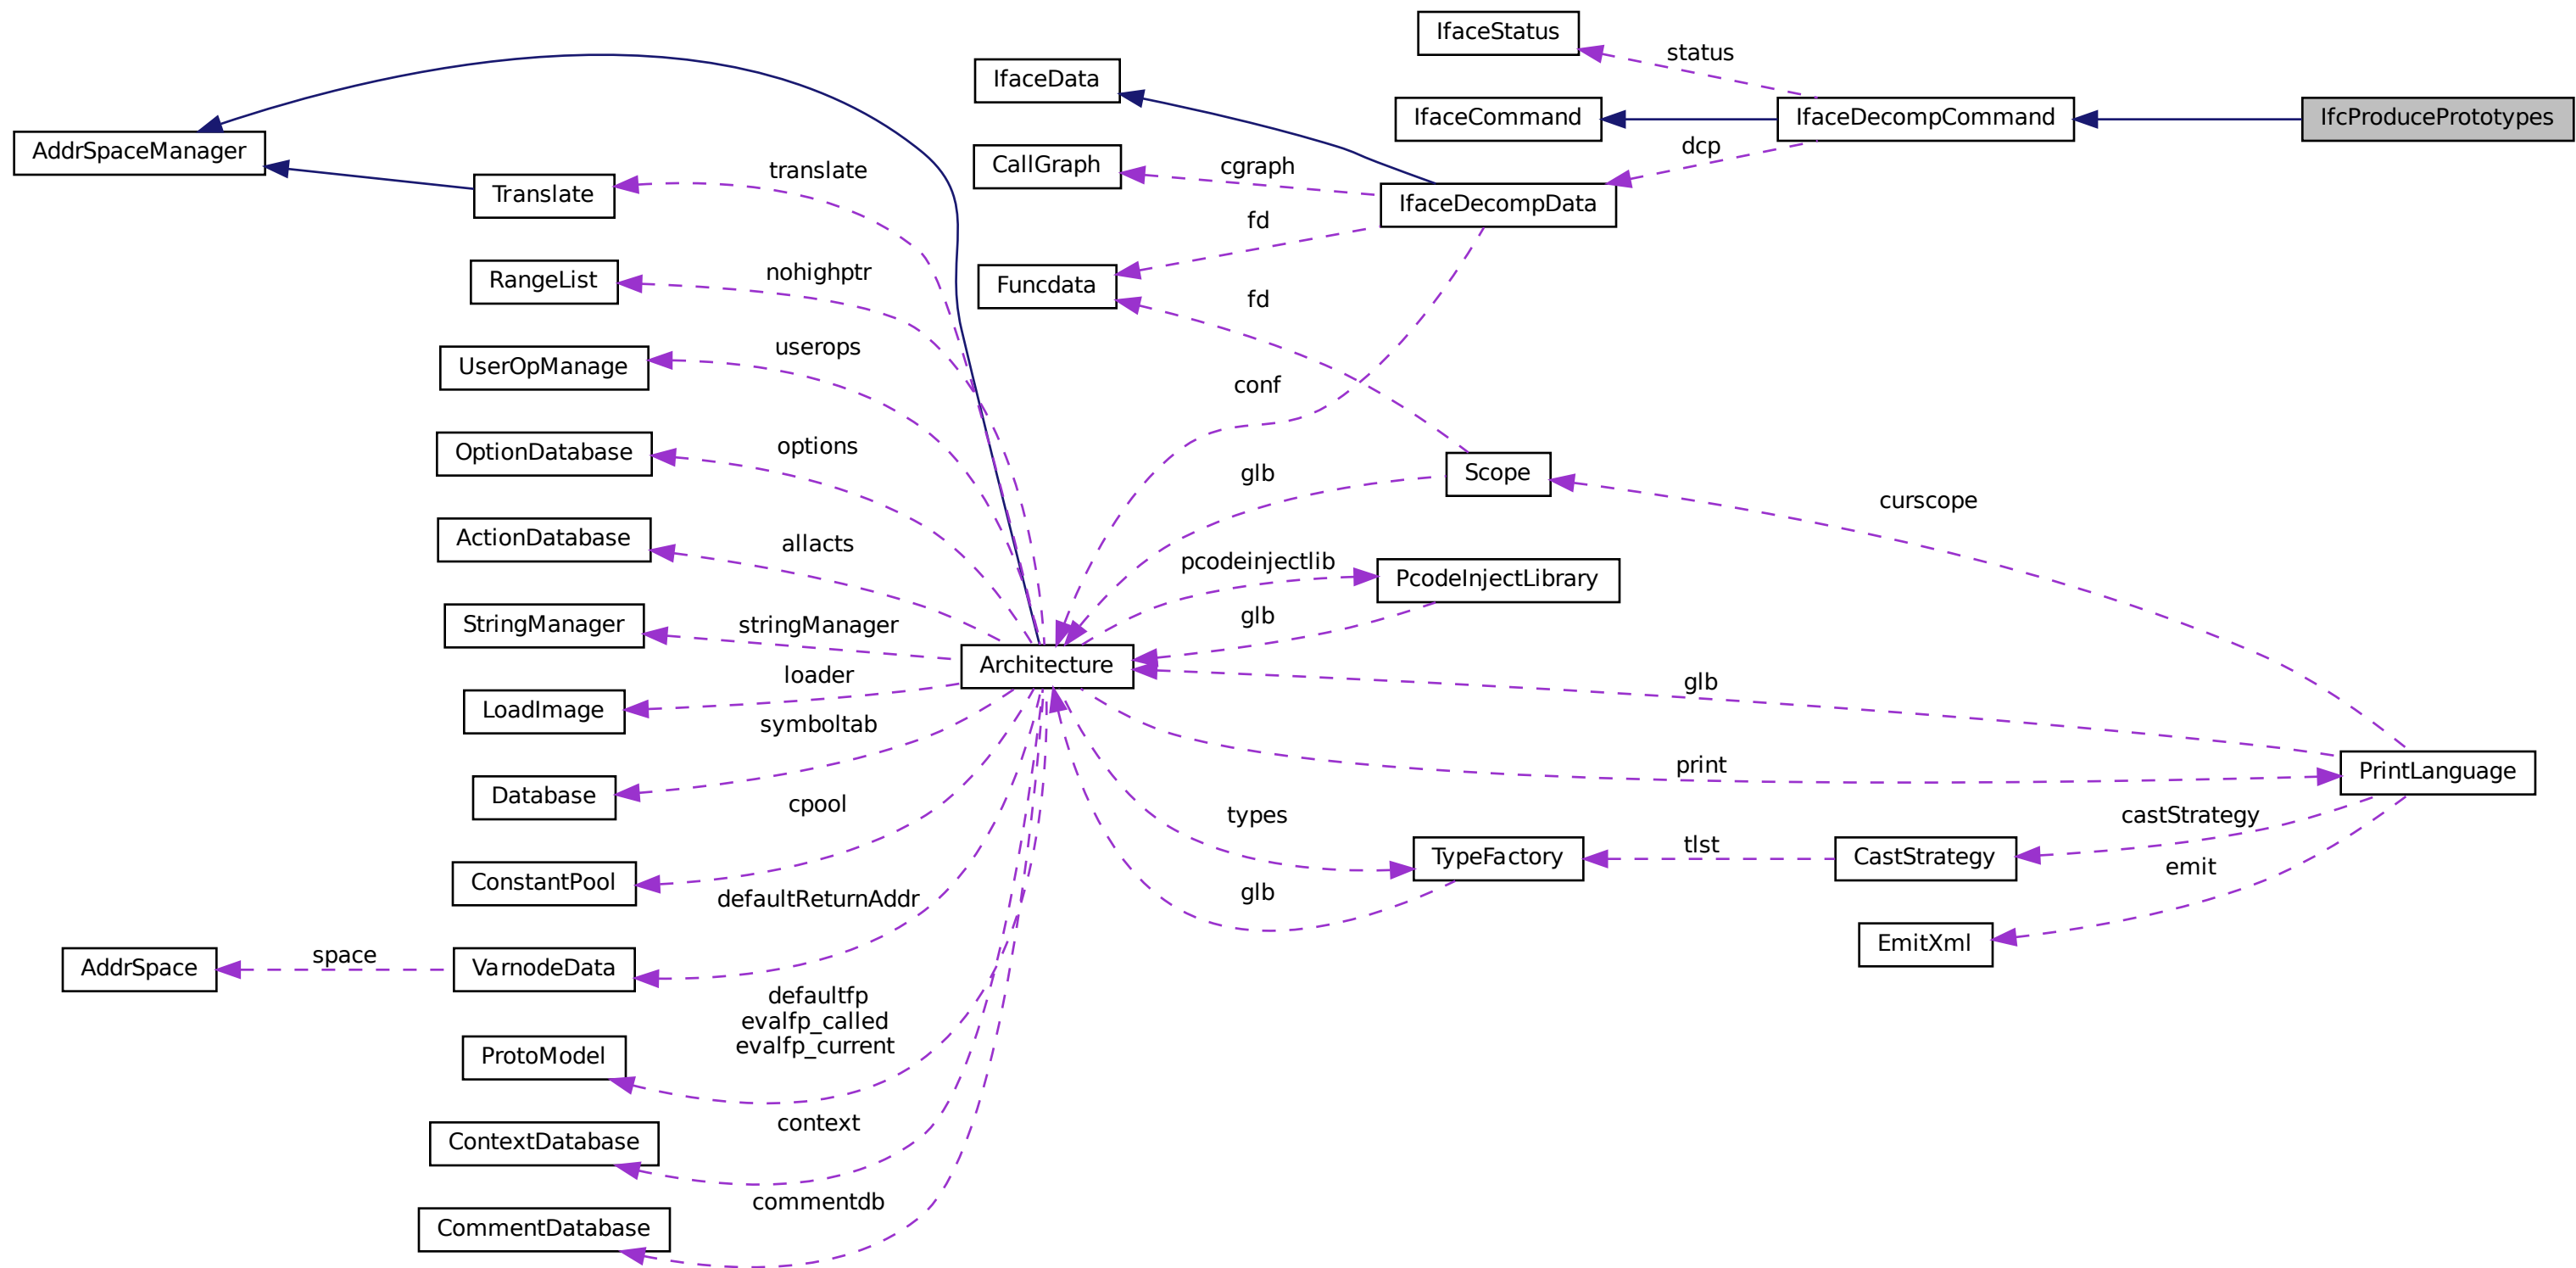 IfaceStatus
status
IfaceData
IfaceCommand
IfaceDecompCommand
IfcProducePrototypes
AddrSpaceManager
dcp
CallGraph
cgraph
translate
Translate
IfaceDecompData
fd
nohighptr
RangeList
Funcdata
fd
userops
UserOpManage
conf
options
OptionDatabase
glb
Scope
curscope
allacts
ActionDatabase
pcodeinjectlib
PcodeInjectLibrary
glb
stringManager
StringManager
Architecture
loader
glb
LoadImage
symboltab
print
PrintLanguage
Database
cpool
types
castStrategy
tlst
TypeFactory
CastStrategy
emit
ConstantPool
defaultReturnAddr
glb
EmitXml
space
AddrSpace
VarnodeData
defaultfp
evalfp_called
evalfp_current
ProtoModel
context
ContextDatabase
commentdb
CommentDatabase